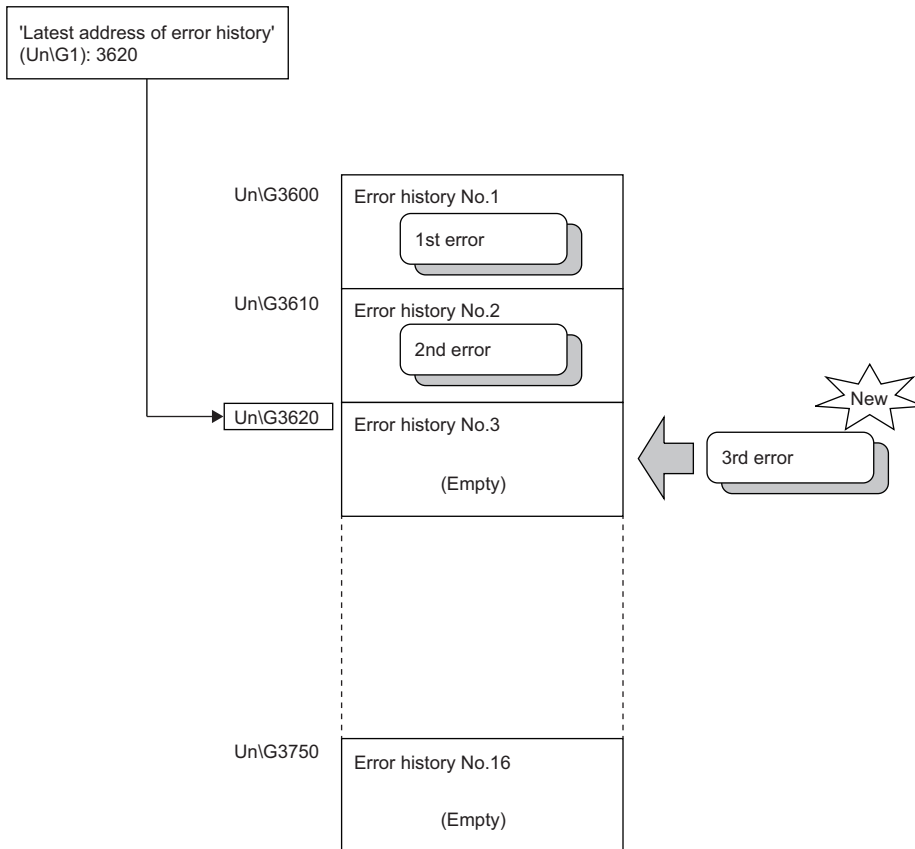 'Latest address of error history'
(Un\G1): 3620
Un\G3600
Error history No.1
1st error
Un\G3610
Error history No.2
2nd error
Un\G3620
Error history No.3
(Empty)
New
3rd error
Un\G3750
Error history No.16
(Empty)